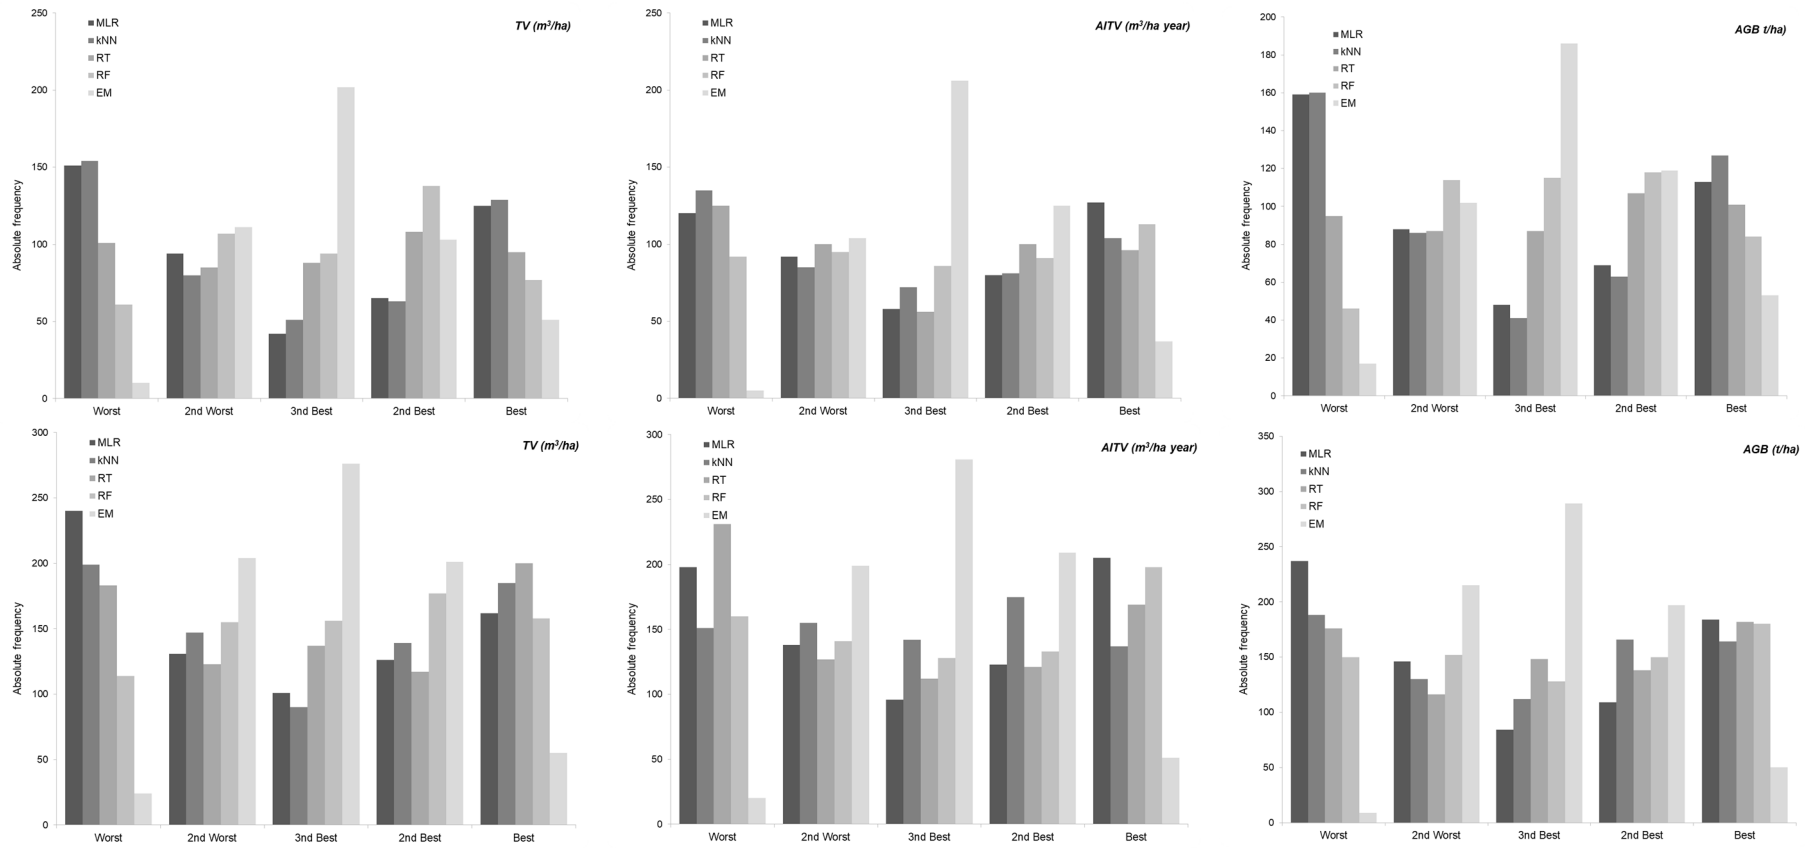 TV (m³/ha)
MLR
kNN
RT
RF
EM
Absolute frequency
250
200
150
100
50
0
Worst
2nd Worst
3nd Best
2nd Best
Best
AITV (m³/ha year)
MLR
kNN
RT
RF
EM
Absolute frequency
250
200
150
100
50
0
Worst
2nd Worst
3nd Best
2nd Best
Best
AGB t/ha)
MLR
kNN
RT
RF
EM
Absolute frequency
200
180
160
140
120
100
80
60
40
20
0
Worst
2nd Worst
3nd Best
2nd Best
Best
TV (m³/ha)
MLR
kNN
RT
RF
EM
Absolute frequency
300
250
200
150
100
50
0
Worst
2nd Worst
3nd Best
2nd Best
Best
AITV (m³/ha year)
MLR
kNN
RT
RF
EM
Absolute frequency
300
250
200
150
100
50
0
Worst
2nd Worst
3nd Best
2nd Best
Best
AGB (t/ha)
MLR
kNN
RT
RF
EM
Absolute frequency
350
300
250
200
150
100
50
0
Worst
2nd Worst
3nd Best
2nd Best
Best